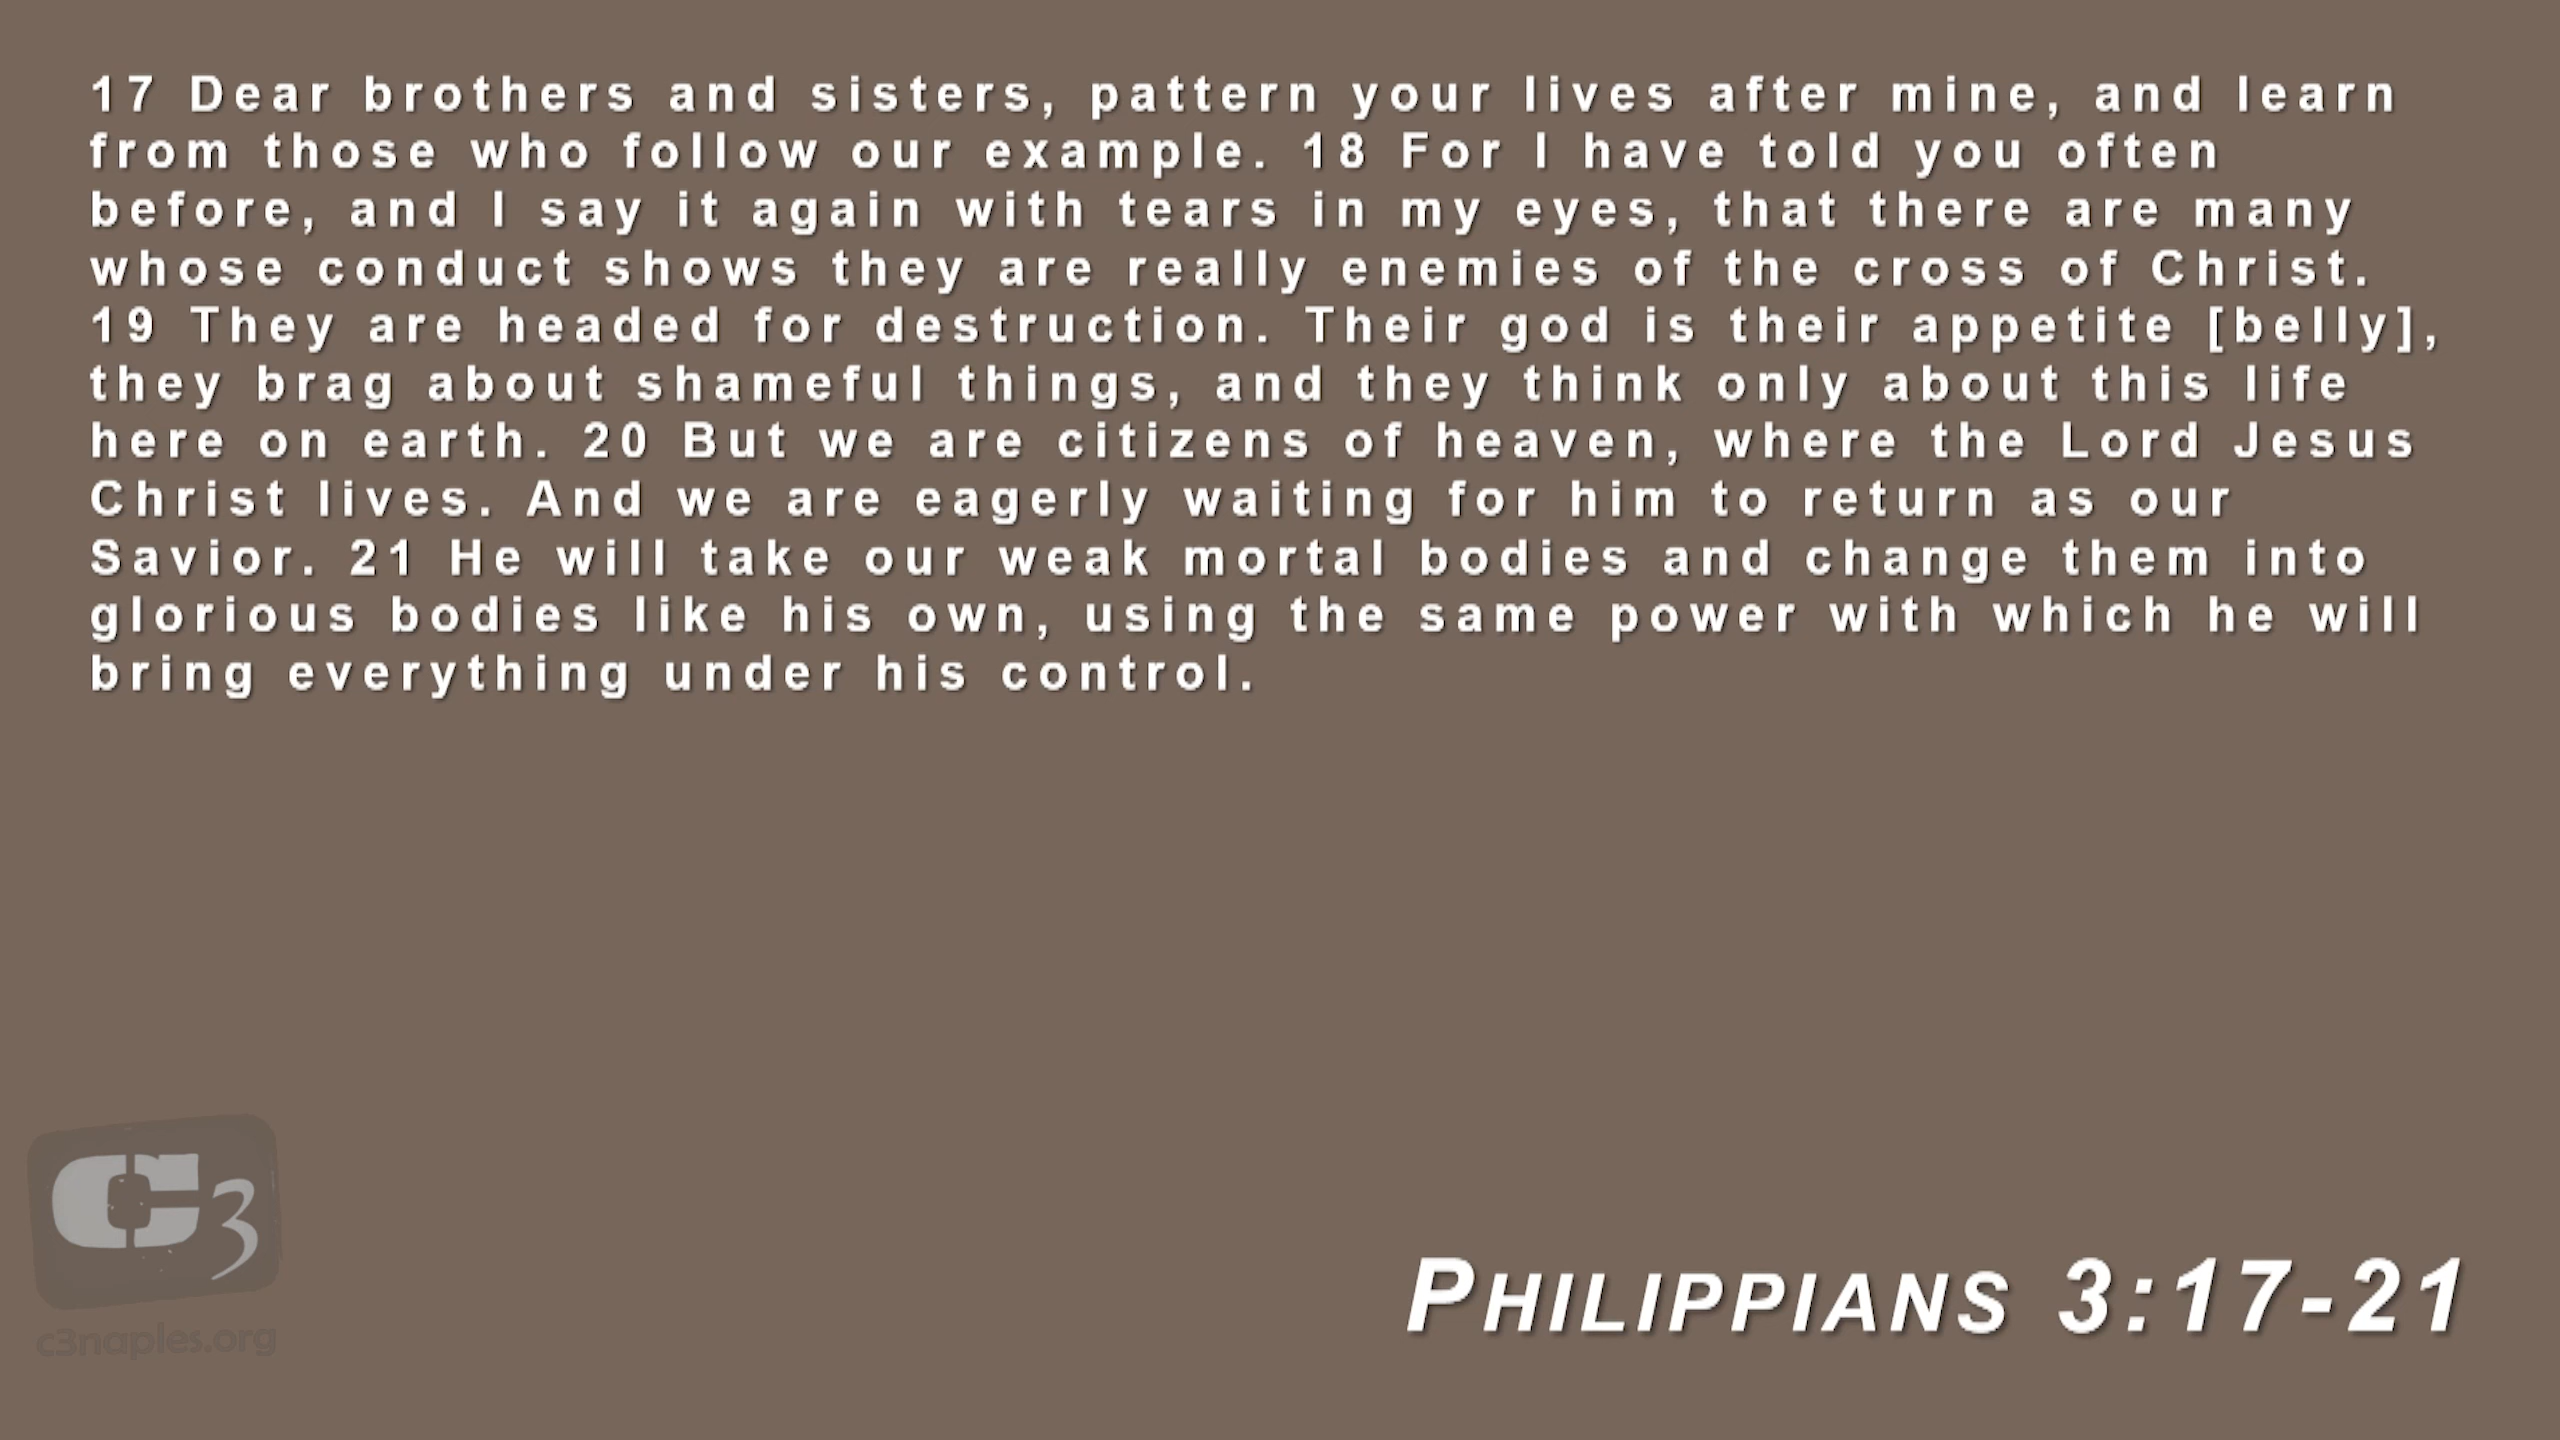 17 Dear brothers and sisters, pattern your lives after mine, and learn
from those who follow our example. 18 For I have told you often
before, and I say it again with tears in my eyes, that there are many
whose conduct shows they are really enemies of the cross of Christ.
19 They are headed for destruction. Their god is their appetite [belly],
they brag about shameful things, and they think only about this life
here on earth. 20 But we are citizens of heaven, where the Lord Jesus
Christ lives. And we are eagerly waiting for him to return as our
Savior. 21 He will take our weak mortal bodies and change them into
glorious bodies like his own, using the same power with which he will
bring everything under his control.
C3
c3naples.org
PHILIPPIANS 3:17-21